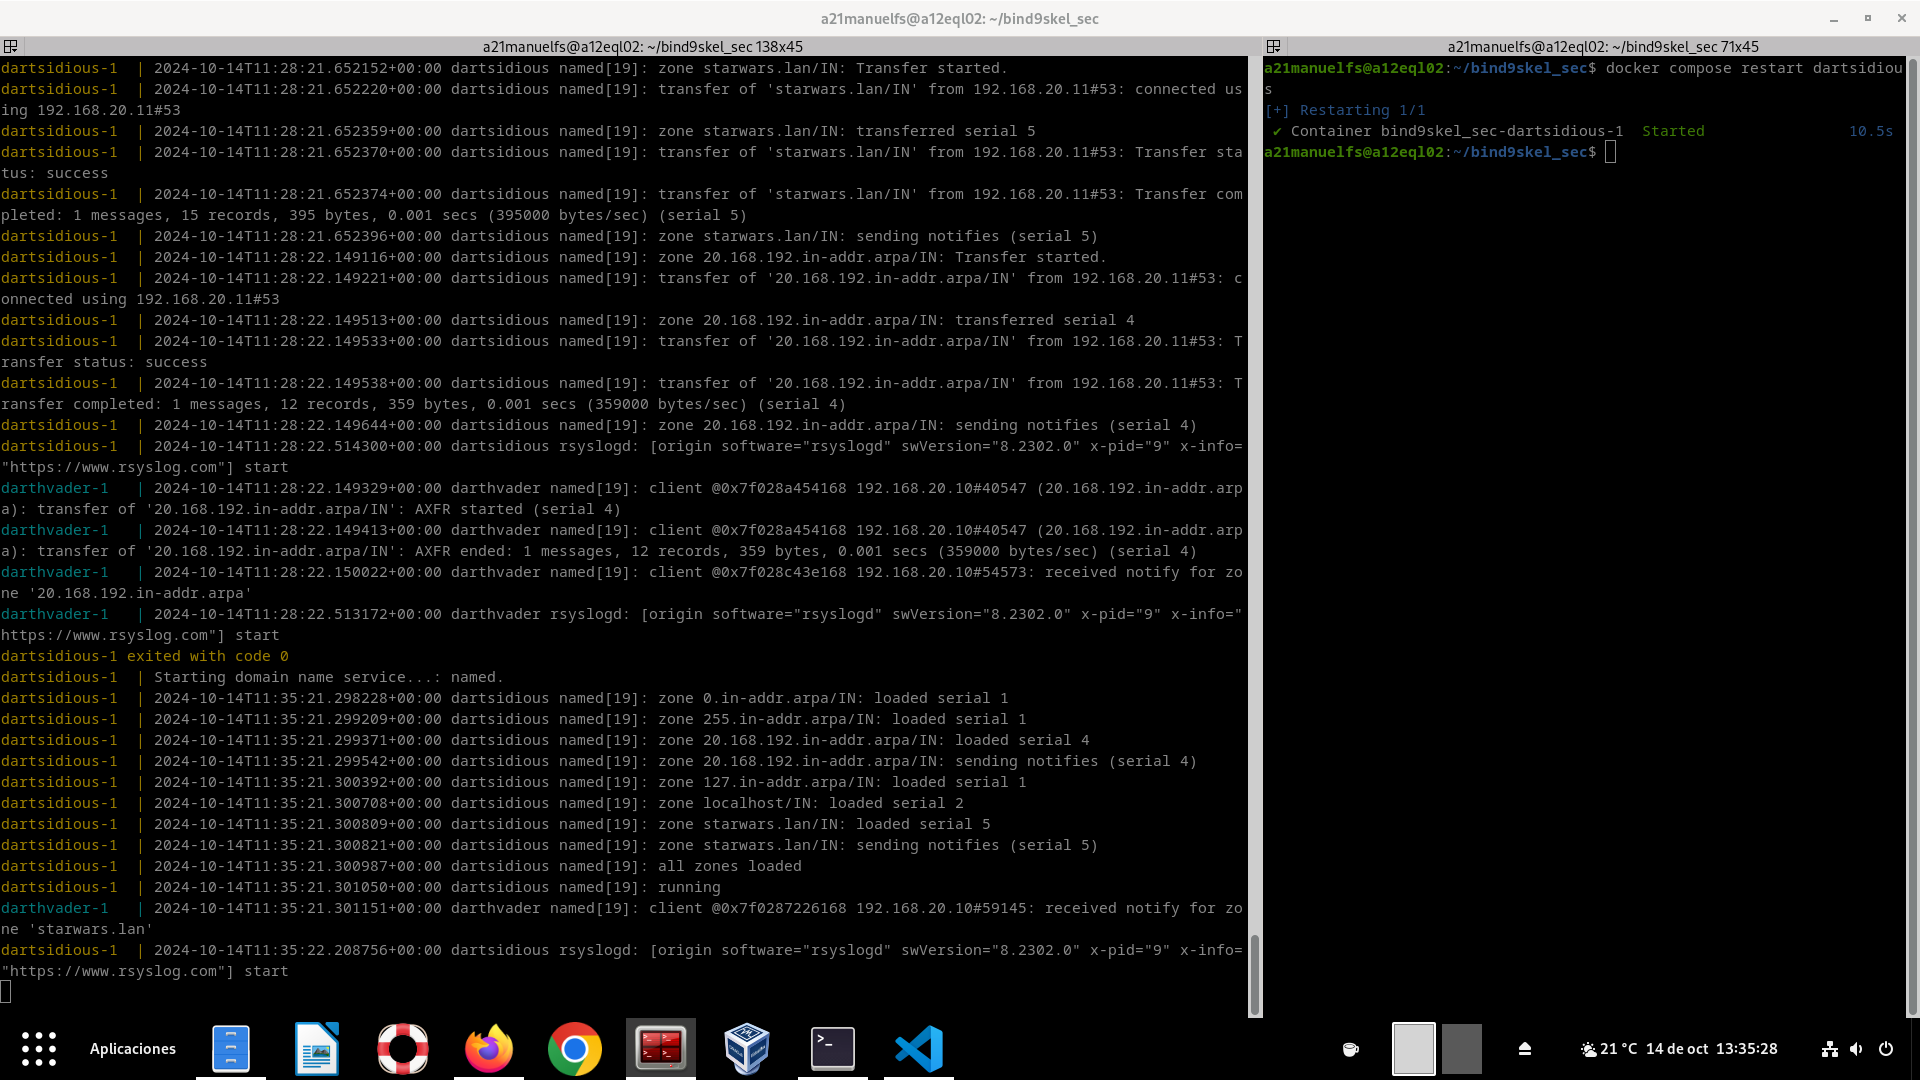 a21manuelfs@a12eql02: ~/bind9skel_sec
a21manuelfs@a12eql02: ~/bind9skel_sec 138x45
dartsidious-1  | 2024-10-14T11:28:21.652152+00:00 dartsidious named[19]: zone starwars.lan/IN: Transfer started.
dartsidious-1  | 2024-10-14T11:28:21.652220+00:00 dartsidious named[19]: transfer of 'starwars.lan/IN' from 192.168.20.11#53: connected us
ing 192.168.20.11#53
dartsidious-1  | 2024-10-14T11:28:21.652359+00:00 dartsidious named[19]: zone starwars.lan/IN: transferred serial 5
dartsidious-1  | 2024-10-14T11:28:21.652370+00:00 dartsidious named[19]: transfer of 'starwars.lan/IN' from 192.168.20.11#53: Transfer sta
tus: success
dartsidious-1  | 2024-10-14T11:28:21.652374+00:00 dartsidious named[19]: transfer of 'starwars.lan/IN' from 192.168.20.11#53: Transfer com
pleted: 1 messages, 15 records, 395 bytes, 0.001 secs (395000 bytes/sec) (serial 5)
dartsidious-1  | 2024-10-14T11:28:21.652396+00:00 dartsidious named[19]: zone starwars.lan/IN: sending notifies (serial 5)
dartsidious-1  | 2024-10-14T11:28:22.149116+00:00 dartsidious named[19]: zone 20.168.192.in-addr.arpa/IN: Transfer started.
dartsidious-1  | 2024-10-14T11:28:22.149221+00:00 dartsidious named[19]: transfer of '20.168.192.in-addr.arpa/IN' from 192.168.20.11#53: c
onnected using 192.168.20.11#53
dartsidious-1  | 2024-10-14T11:28:22.149513+00:00 dartsidious named[19]: zone 20.168.192.in-addr.arpa/IN: transferred serial 4
dartsidious-1  | 2024-10-14T11:28:22.149533+00:00 dartsidious named[19]: transfer of '20.168.192.in-addr.arpa/IN' from 192.168.20.11#53: T
ransfer status: success
dartsidious-1  | 2024-10-14T11:28:22.149538+00:00 dartsidious named[19]: transfer of '20.168.192.in-addr.arpa/IN' from 192.168.20.11#53: T
ransfer completed: 1 messages, 12 records, 359 bytes, 0.001 secs (359000 bytes/sec) (serial 4)
dartsidious-1  | 2024-10-14T11:28:22.149644+00:00 dartsidious named[19]: zone 20.168.192.in-addr.arpa/IN: sending notifies (serial 4)
dartsidious-1  | 2024-10-14T11:28:22.514300+00:00 dartsidious rsyslogd: [origin software="rsyslogd" swVersion="8.2302.0" x-pid="9" x-info=
"https://www.rsyslog.com"] start
darthvader-1   | 2024-10-14T11:28:22.149329+00:00 darthvader named[19]: client @0x7f028a454168 192.168.20.10#40547 (20.168.192.in-addr.arp
a): transfer of '20.168.192.in-addr.arpa/IN': AXFR started (serial 4)
darthvader-1   | 2024-10-14T11:28:22.149413+00:00 darthvader named[19]: client @0x7f028a454168 192.168.20.10#40547 (20.168.192.in-addr.arp
a): transfer of '20.168.192.in-addr.arpa/IN': AXFR ended: 1 messages, 12 records, 359 bytes, 0.001 secs (359000 bytes/sec) (serial 4)
darthvader-1   | 2024-10-14T11:28:22.150022+00:00 darthvader named[19]: client @0x7f028c43e168 192.168.20.10#54573: received notify for zo
ne '20.168.192.in-addr.arpa'
darthvader-1   | 2024-10-14T11:28:22.513172+00:00 darthvader rsyslogd: [origin software="rsyslogd" swVersion="8.2302.0" x-pid="9" x-info="
https://www.rsyslog.com"] start
dartsidious-1 exited with code 0
dartsidious-1  | Starting domain name service...: named.
dartsidious-1  | 2024-10-14T11:35:21.298228+00:00 dartsidious named[19]: zone 0.in-addr.arpa/IN: loaded serial 1
dartsidious-1  | 2024-10-14T11:35:21.299209+00:00 dartsidious named[19]: zone 255.in-addr.arpa/IN: loaded serial 1
dartsidious-1  | 2024-10-14T11:35:21.299371+00:00 dartsidious named[19]: zone 20.168.192.in-addr.arpa/IN: loaded serial 4
dartsidious-1  | 2024-10-14T11:35:21.299542+00:00 dartsidious named[19]: zone 20.168.192.in-addr.arpa/IN: sending notifies (serial 4)
dartsidious-1  | 2024-10-14T11:35:21.300392+00:00 dartsidious named[19]: zone 127.in-addr.arpa/IN: loaded serial 1
dartsidious-1  | 2024-10-14T11:35:21.300708+00:00 dartsidious named[19]: zone localhost/IN: loaded serial 2
dartsidious-1  | 2024-10-14T11:35:21.300809+00:00 dartsidious named[19]: zone starwars.lan/IN: loaded serial 5
dartsidious-1  | 2024-10-14T11:35:21.300821+00:00 dartsidious named[19]: zone starwars.lan/IN: sending notifies (serial 5)
dartsidious-1  | 2024-10-14T11:35:21.300987+00:00 dartsidious named[19]: all zones loaded
dartsidious-1  | 2024-10-14T11:35:21.301050+00:00 dartsidious named[19]: running
darthvader-1   | 2024-10-14T11:35:21.301151+00:00 darthvader named[19]: client @0x7f0287226168 192.168.20.10#59145: received notify for zo
ne 'starwars.lan'
dartsidious-1  | 2024-10-14T11:35:22.208756+00:00 dartsidious rsyslogd: [origin software="rsyslogd" swVersion="8.2302.0" x-pid="9" x-info=
"https://www.rsyslog.com"] start
a21manuelfs@a12eql02: ~/bind9skel_sec 71x45
a21manuelfs@a12eql02:~/bind9skel_sec$ docker compose restart dartsidiou
s
[+] Restarting 1/1
✔ Container bind9skel_sec-dartsidious-1  Started 10.5s
a21manuelfs@a12eql02:~/bind9skel_sec$
Aplicaciones
21 °C 14 de oct 13:35:28